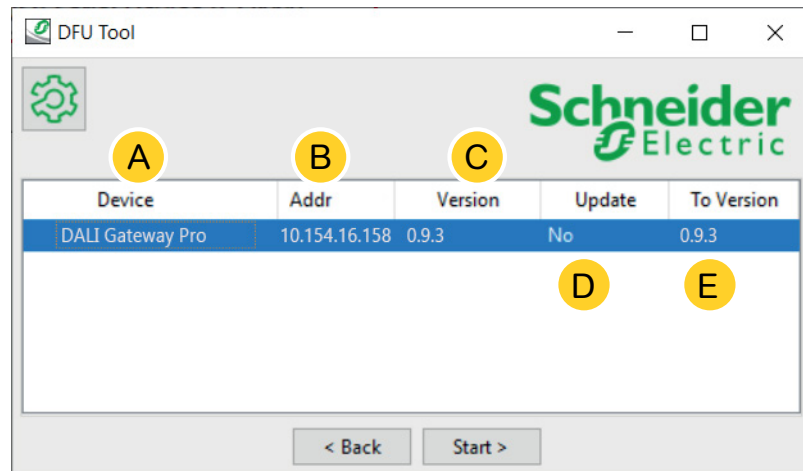 DFU Tool
Schneider
Electric
A B C
Device Addr Version Update To Version
DALI Gateway Pro 10.154.16.158 0.9.3 No 0.9.3
D E
< Back Start >